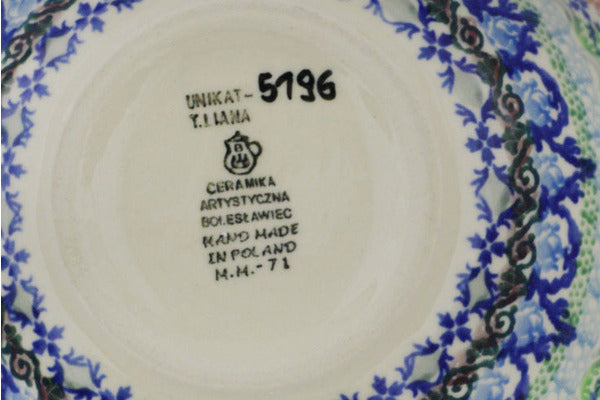 UNIKAT- 5196
T.LIANA
CERAMIKA
ARTYSTYCZNA
BOLESŁAWIEC
HAND MADE
IN POLAND
M.M.-71